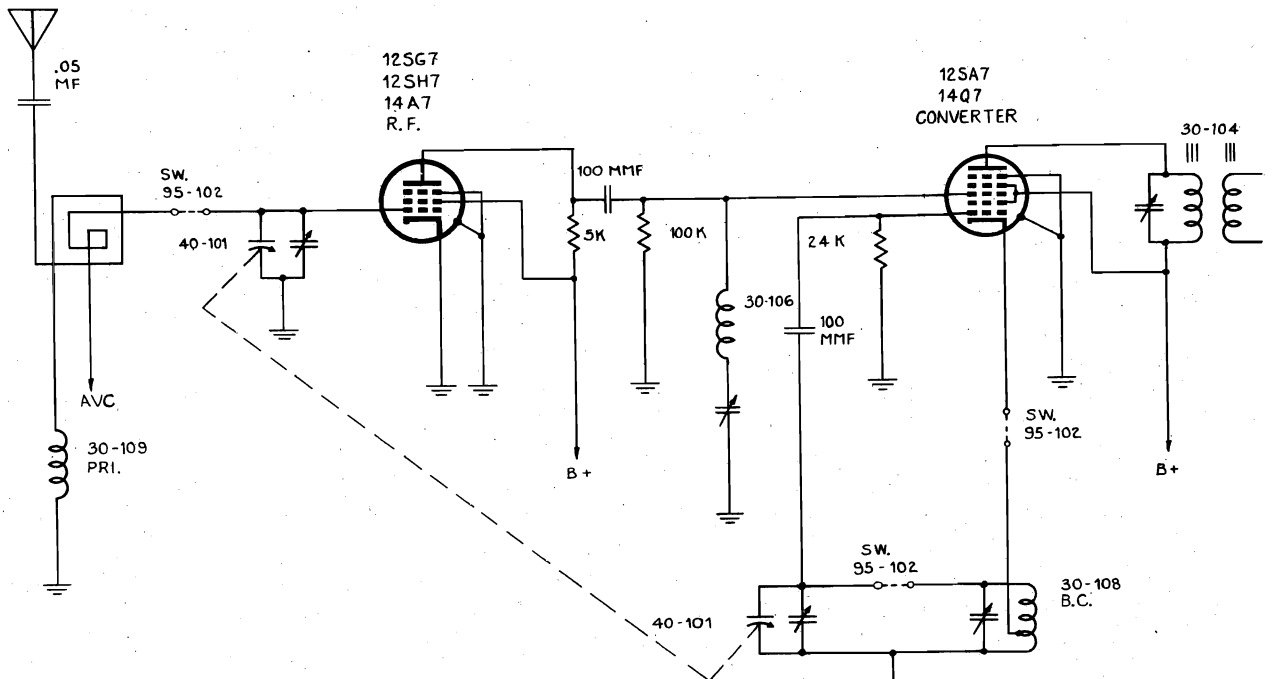 .05
MF
12SG7
12SH7
14A7
R.F.
12SA7
14Q7
CONVERTER
30-104
SW.
95-102
100 MMF
40-101
5K
100K
24 K
30-106
100
MMF
AVC
30-109
PRI.
B+
SW.
95-102
B+
SW.
95-102
30-108
B.C.
40-101